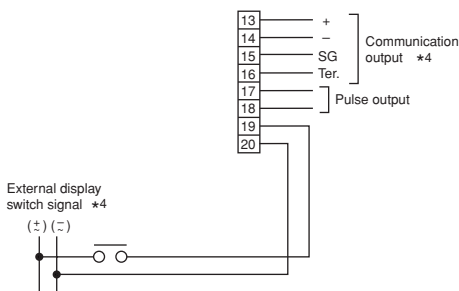 13 +
14 –
15 SG
16 Ter.
Communication
output *4
17
18
Pulse output
19
20
External display
switch signal *4
(±) (≃)